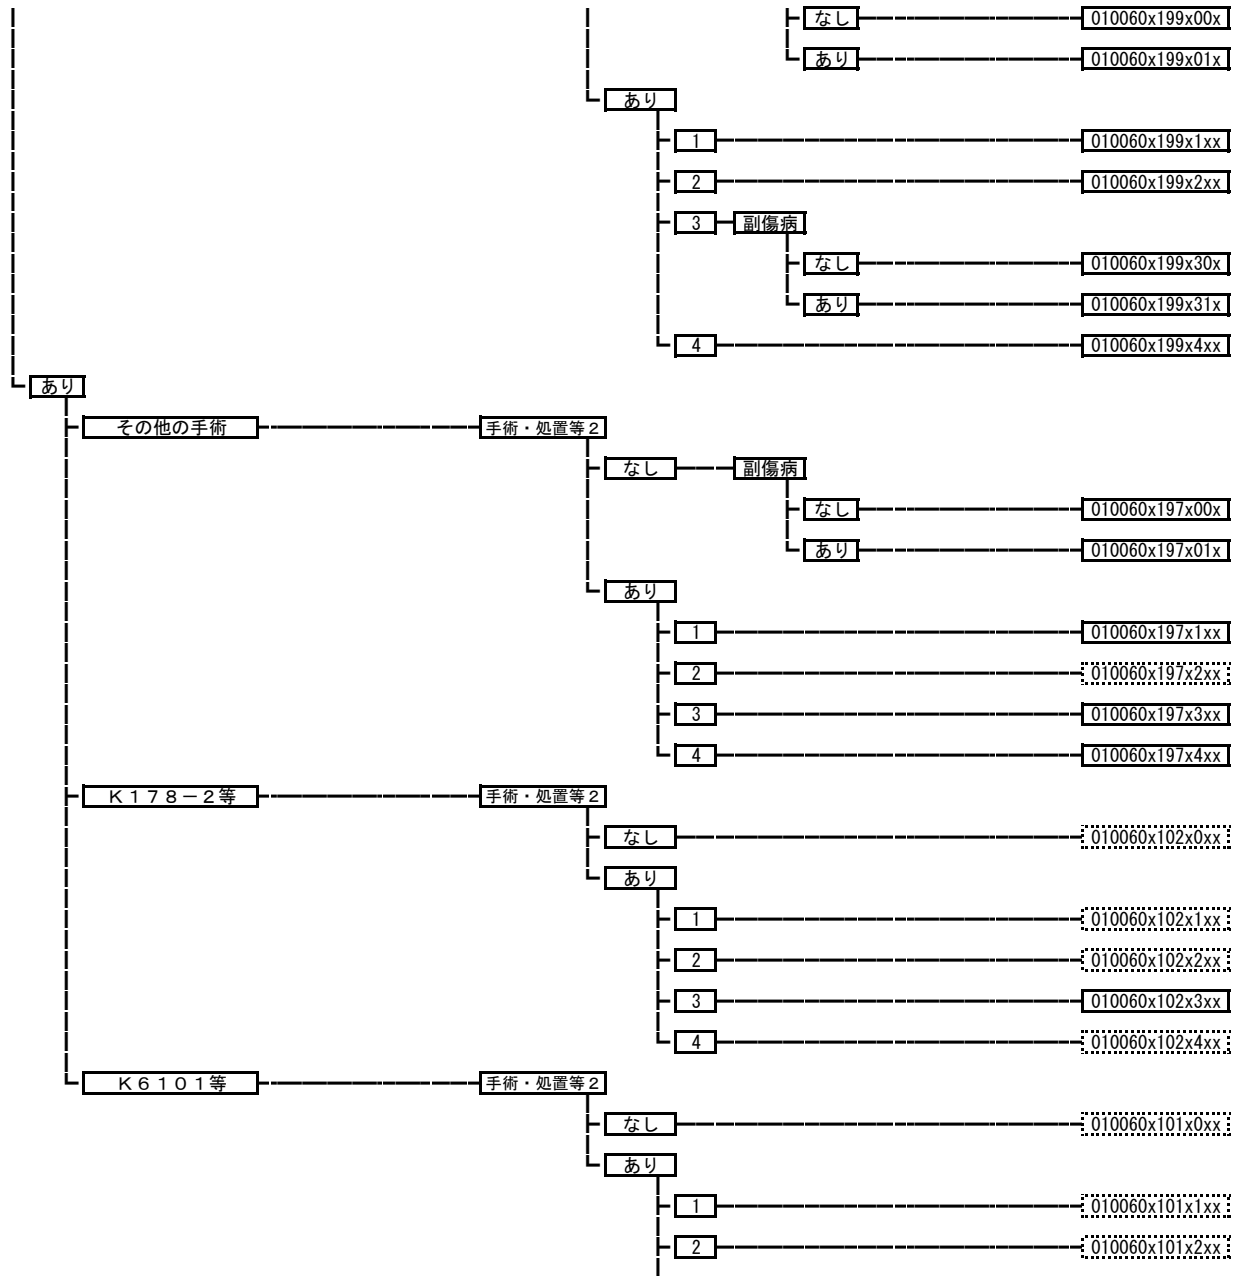 なし 010060x199x00x
あり 010060x199x01x
あり
1 010060x199x1xx
2 010060x199x2xx
3 副傷病
なし 010060x199x30x
あり 010060x199x31x
4 010060x199x4xx
あり
その他の手術 手術・処置等2
なし 副傷病
なし 010060x197x00x
あり 010060x197x01x
あり
1 010060x197x1xx
2 010060x197x2xx
3 010060x197x3xx
4 010060x197x4xx
K178-2等 手術・処置等2
なし 010060x102x0xx
あり
1 010060x102x1xx
2 010060x102x2xx
3 010060x102x3xx
4 010060x102x4xx
K6101等 手術・処置等2
なし 010060x101x0xx
あり
1 010060x101x1xx
2 010060x101x2xx